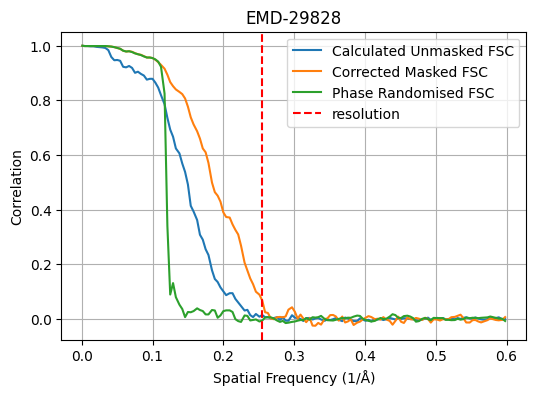 EMD-29828
Correlation
1.0
0.8
0.6
0.4
0.2
0.0
Calculated Unmasked FSC
Corrected Masked FSC
Phase Randomised FSC
resolution
0.0 0.1 0.2 0.3 0.4 0.5 0.6
Spatial Frequency (1/Å)